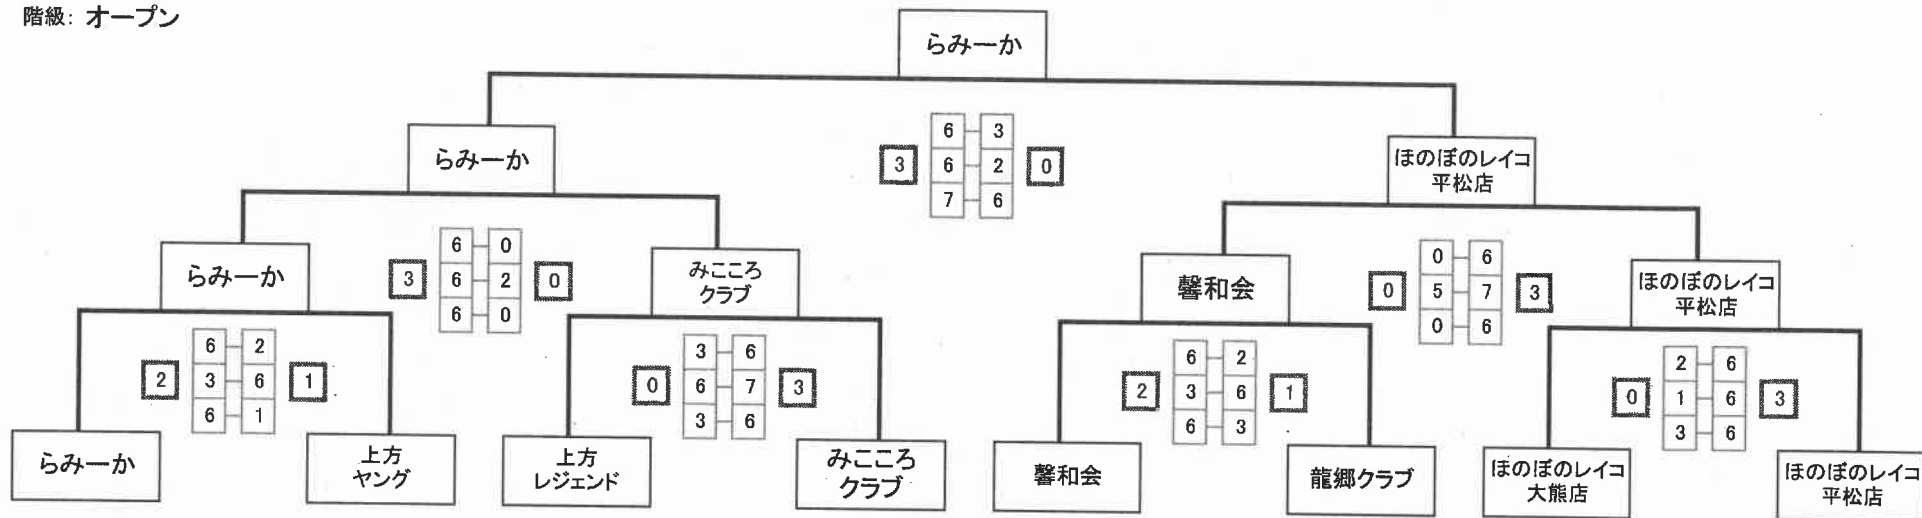 階級: オープン
らみーか
らみーか
3
6 3
6 2
7 6
0
ほのぼのレイコ
平松店
らみーか
3
6 0
6 2
6 0
0
みこころ
クラブ
馨和会
0
0 6
5 7
0 6
3
ほのぼのレイコ
平松店
2
6 2
3 6
6 1
1
0
3 6
6 7
3 6
3
2
6 2
3 6
6 3
1
0
2 6
1 6
3 6
3
らみーか
上方
ヤング
上方
レジェンド
みこころ
クラブ
馨和会
龍郷クラブ
ほのぼのレイコ
大熊店
ほのぼのレイコ
平松店